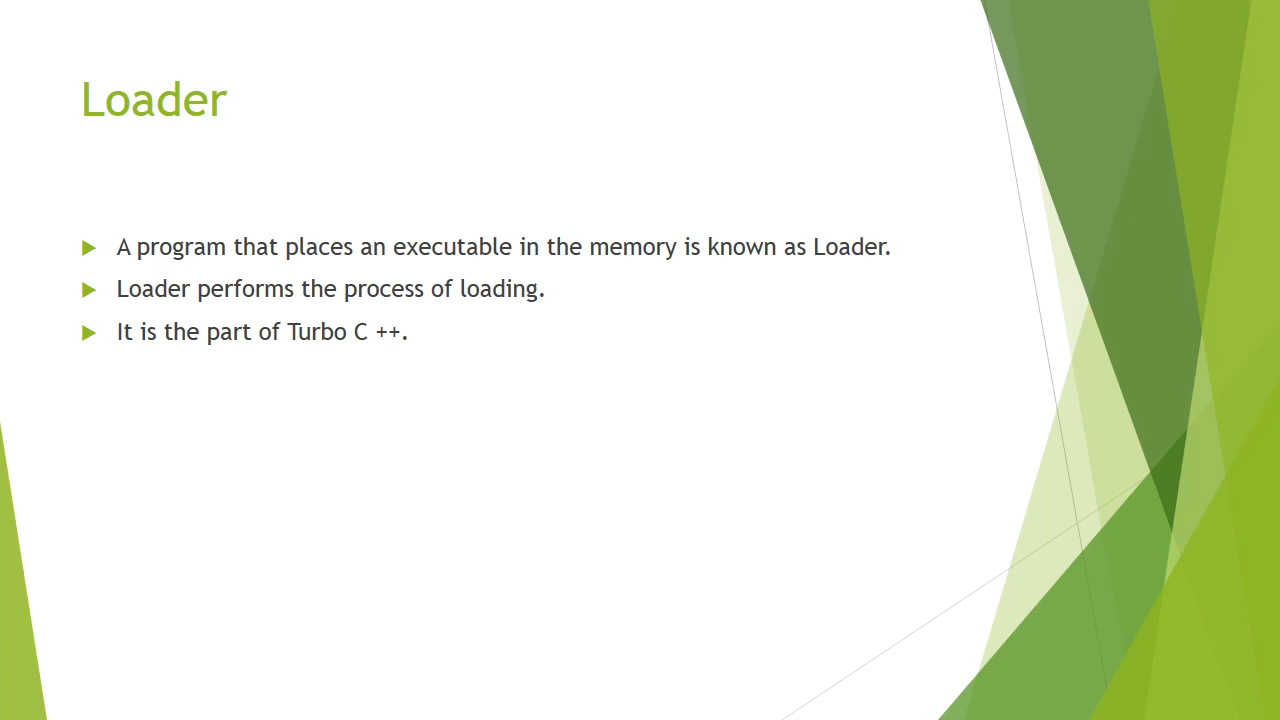 Loader
A program that places an executable in the memory is known as Loader.
Loader performs the process of loading.
It is the part of Turbo C ++.